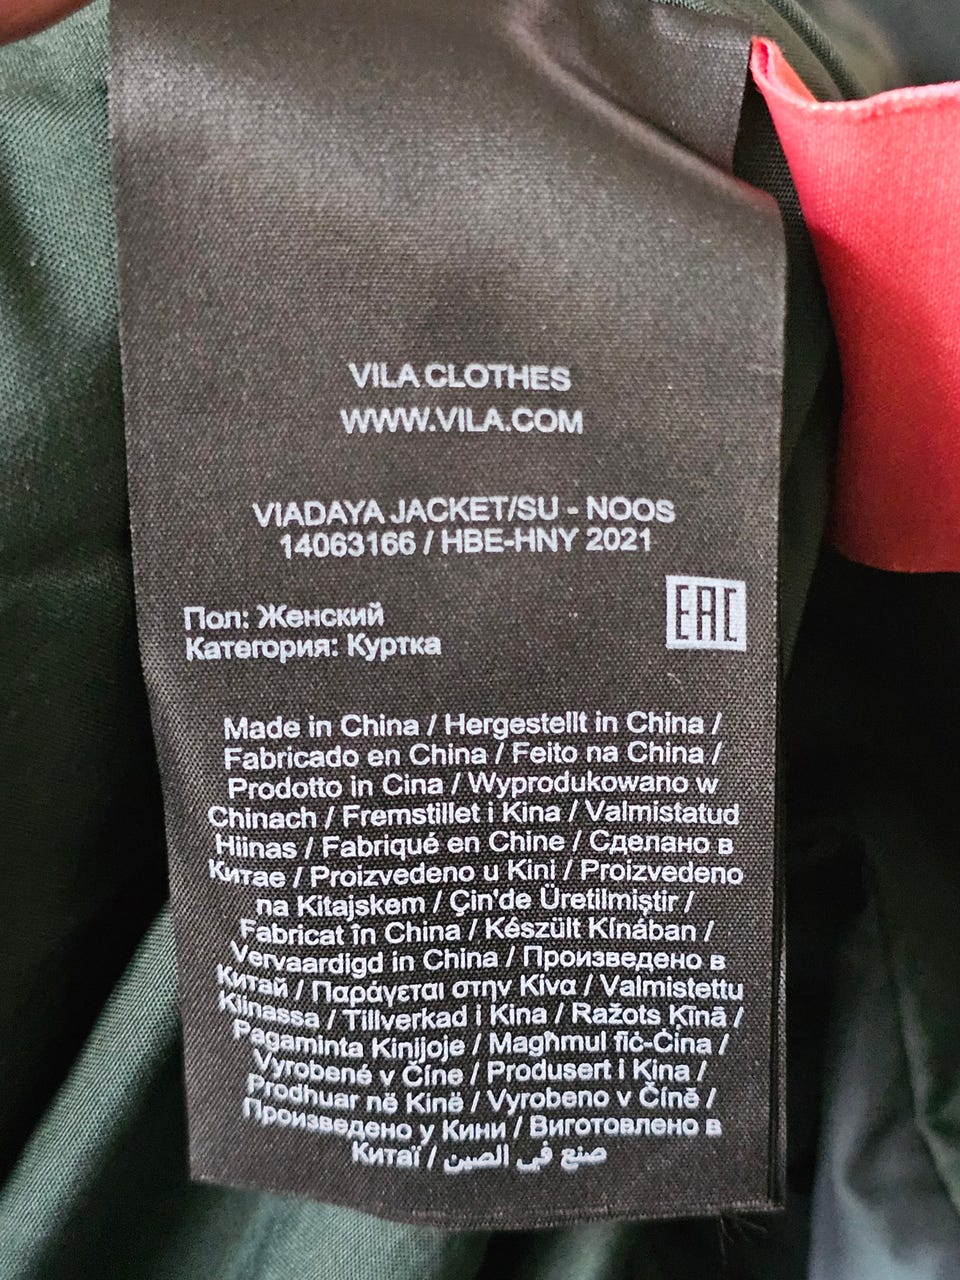 VILA CLOTHES
WWW.VILA.COM
VIADAYA JACKET/SU - NOOS
14063166 / HBE-HNY 2021
Пол: Женский
Категория: Куртка
EAC
Made in China / Hergestellt in China /
Fabricado en China / Feito na China /
Prodotto in Cina / Wyprodukowano w
Chinach / Fremstillet i Kina / Valmistatud
Hiinas / Fabriqué en Chine / Сделано в
Китае / Proizvedeno u Kini / Proizvedeno
na Kitajskem / Çin'de Üretilmiştir /
Fabricat în China / Készült Kínában /
Vervaardigd in China / Произведено в
Китай / Παράγεται στην Κίνα / Valmistettu
Kiinassa / Tillverkad i Kina / Ražots Ķīnā /
Pagaminta Kinijoje / Magħmul fiċ-Ċina /
Vyrobené v Číne / Produsert i Kina /
Prodhuar në Kinë / Vyrobeno v Číně /
Произведено у Кини / Виготовлено в
Китаї / صنع في الصين